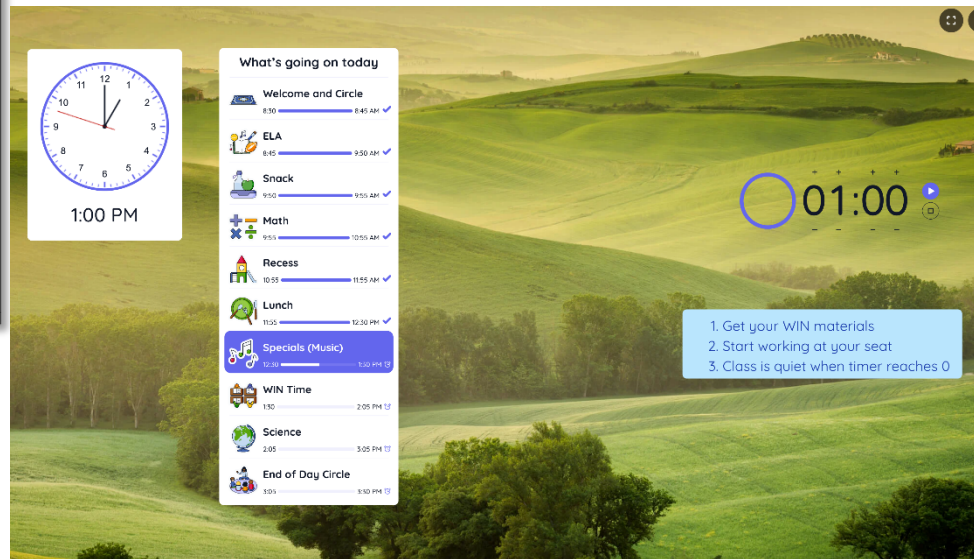 12
1
2
3
4
5
6
7
8
9
10
11
1:00 PM
What's going on today
Welcome and Circle
8:30 8:45 AM
ELA
8:45 9:50 AM
Snack
9:50 9:55 AM
Math
9:55 10:55 AM
Recess
10:55 11:55 AM
Lunch
11:55 12:30 PM
Specials (Music)
12:30 1:30 PM
WIN Time
1:30 2:05 PM
Science
2:05 3:05 PM
End of Day Circle
3:05 3:30 PM
01:00
1. Get your WIN materials
2. Start working at your seat
3. Class is quiet when timer reaches 0